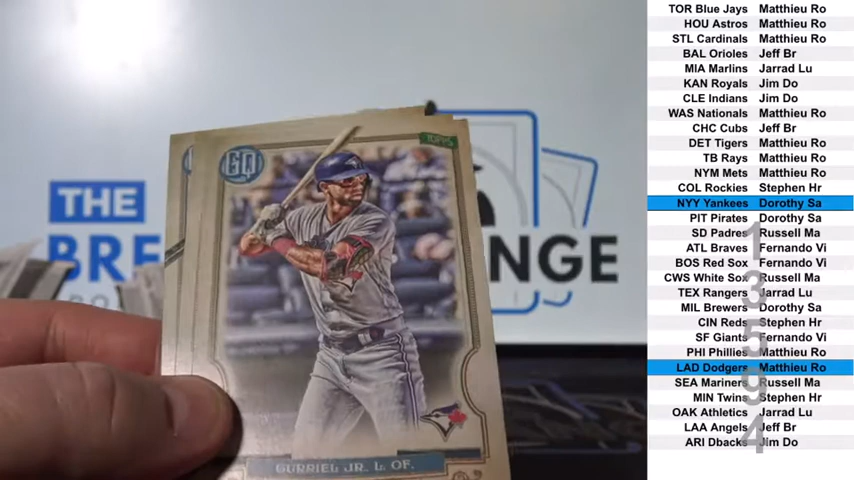 TOR Blue Jays Matthieu Ro
HOU Astros Matthieu Ro
STL Cardinals Matthieu Ro
BAL Orioles Jeff Br
MIA Marlins Jarrad Lu
KAN Royals Jim Do
CLE Indians Jim Do
WAS Nationals Matthieu Ro
CHC Cubs Jeff Br
DET Tigers Matthieu Ro
TB Rays Matthieu Ro
NYM Mets Matthieu Ro
COL Rockies Stephen Hr
NYY Yankees Dorothy Sa
PIT Pirates Dorothy Sa
SD Padres Russell Ma
ATL Braves Fernando Vi
BOS Red Sox Fernando Vi
CWS White Sox Russell Ma
TEX Rangers Jarrad Lu
MIL Brewers Dorothy Sa
CIN Reds Stephen Hr
SF Giants Fernando Vi
PHI Phillies Matthieu Ro
LAD Dodgers Matthieu Ro
SEA Mariners Russell Ma
MIN Twins Stephen Hr
OAK Athletics Jarrad Lu
LAA Angels Jeff Br
ARI Dbacks Jim Do
1
3
5
9
4
GQ
TOPPS
THE
GURRIEL JR. L. OF.